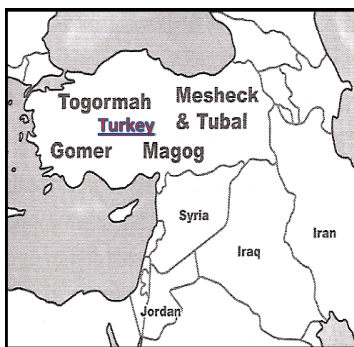 Togormah Mesheck
Turkey & Tubal
Gomer Magog
Syria
Iraq
Iran
Jordan